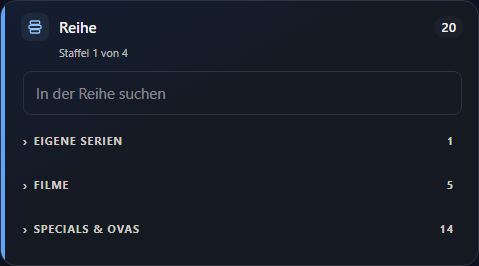 Reihe 20
Staffel 1 von 4
In der Reihe suchen
› EIGENE SERIEN 1
› FILME 5
› SPECIALS & OVAS 14